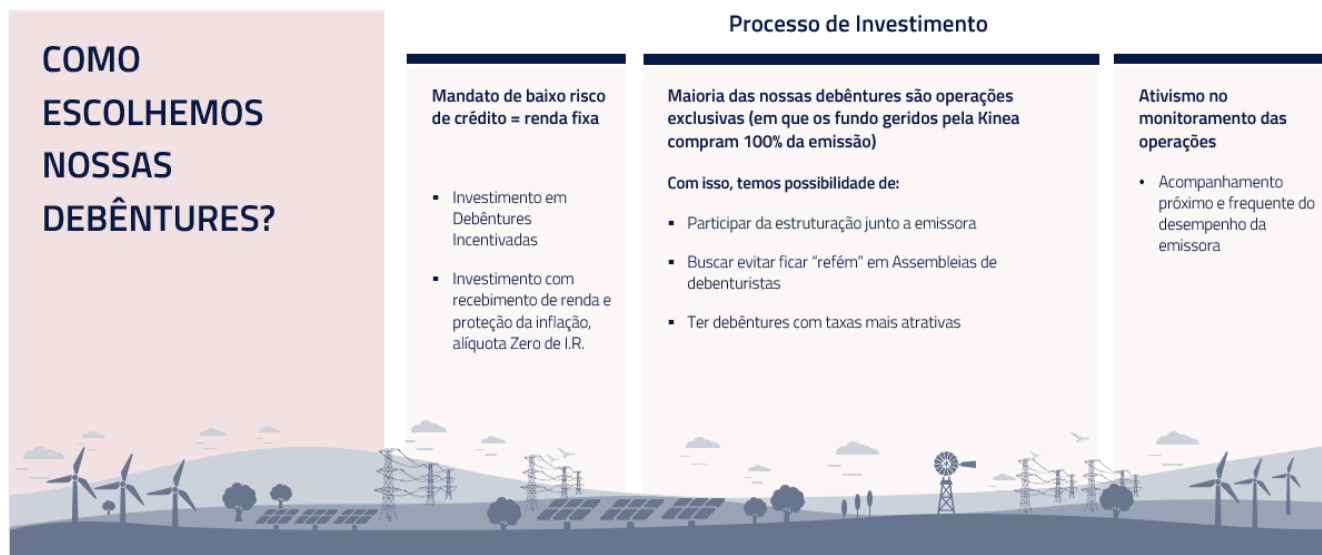 COMO
ESCOLHEMOS
NOSSAS
DEBÊNTURES?
Processo de Investimento
Mandato de baixo risco
de crédito = renda fixa
▪ Investimento em
Debêntures
Incentivadas
▪ Investimento com
recebimento de renda e
proteção da inflação,
alíquota Zero de I.R.
Maioria das nossas debêntures são operações
exclusivas (em que os fundo geridos pela Kinea
compram 100% da emissão)
Com isso, temos possibilidade de:
▪ Participar da estruturação junto a emissora
▪ Buscar evitar ficar “refém” em Assembleias de
debenturistas
▪ Ter debêntures com taxas mais atrativas
Ativismo no
monitoramento das
operações
• Acompanhamento
próximo e frequente do
desempenho da
emissora